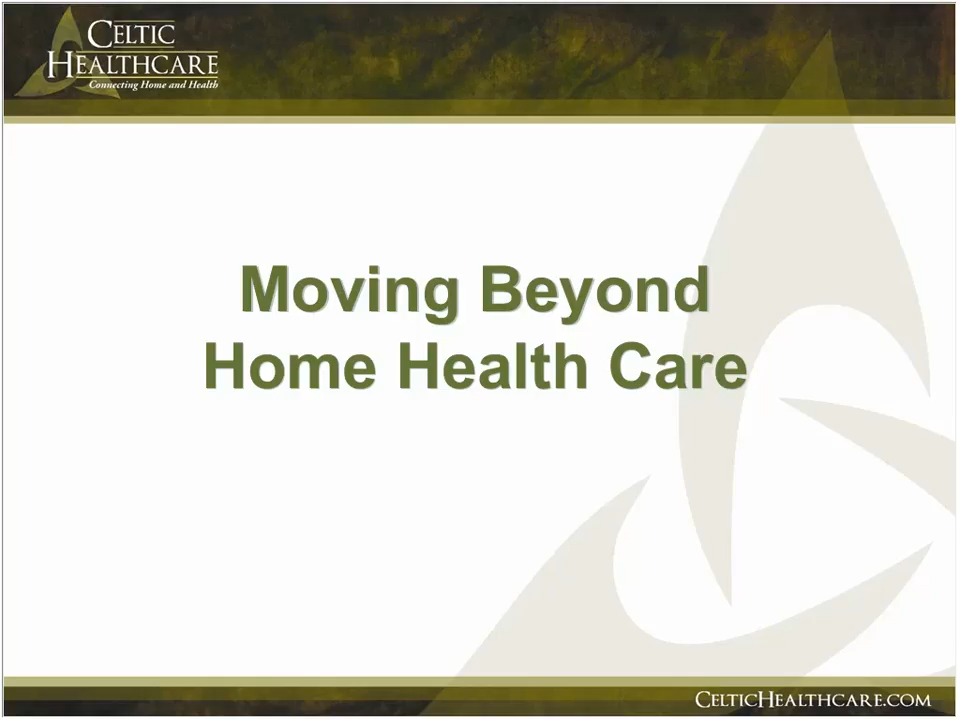 CELTIC
HEALTHCARE
Connecting Home and Health
Moving Beyond
Home Health Care
CELTICHEALTHCARE.COM